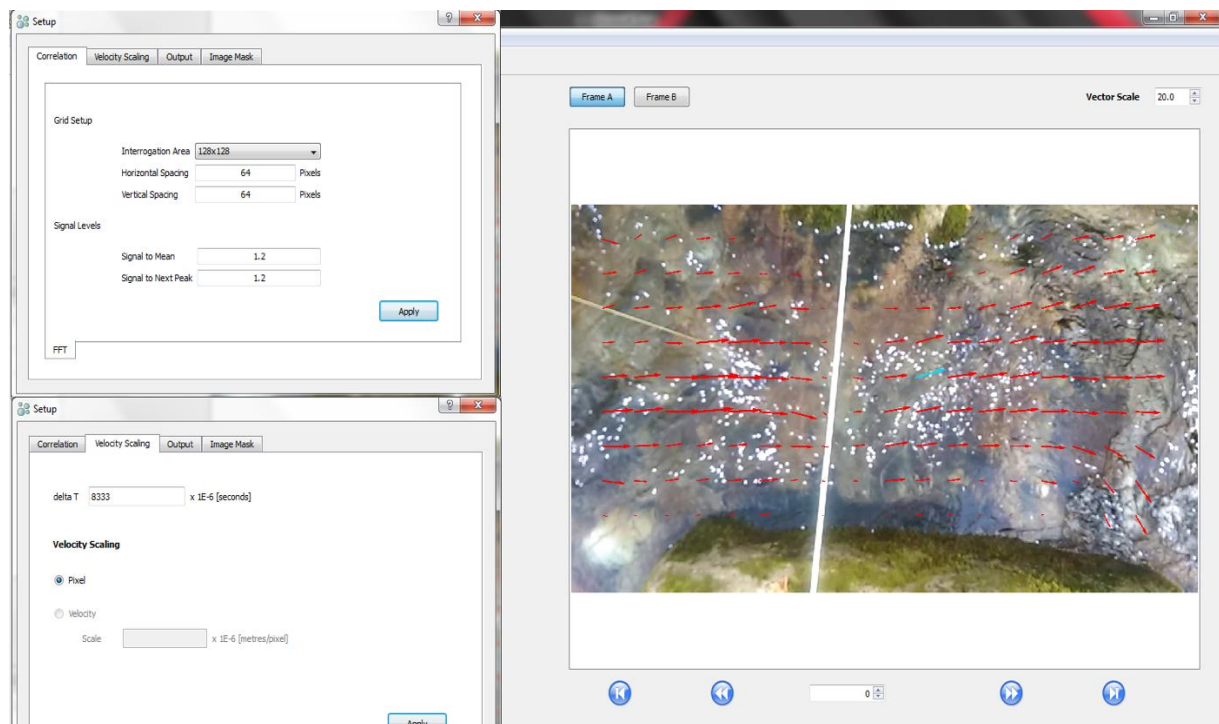 Setup
Correlation Velocity Scaling Output Image Mask
Grid Setup
Interrogation Area 128x128
Horizontal Spacing 64 Pixels
Vertical Spacing 64 Pixels
Signal Levels
Signal to Mean 1.2
Signal to Next Peak 1.2
Apply
FFT
Setup
Correlation Velocity Scaling Output Image Mask
delta T 8333 x 1E-6 [seconds]
Velocity Scaling
Pixel
Velocity
Scale x 1E-6 [metres/pixel]
Apply
Frame A Frame B Vector Scale 20.0
0